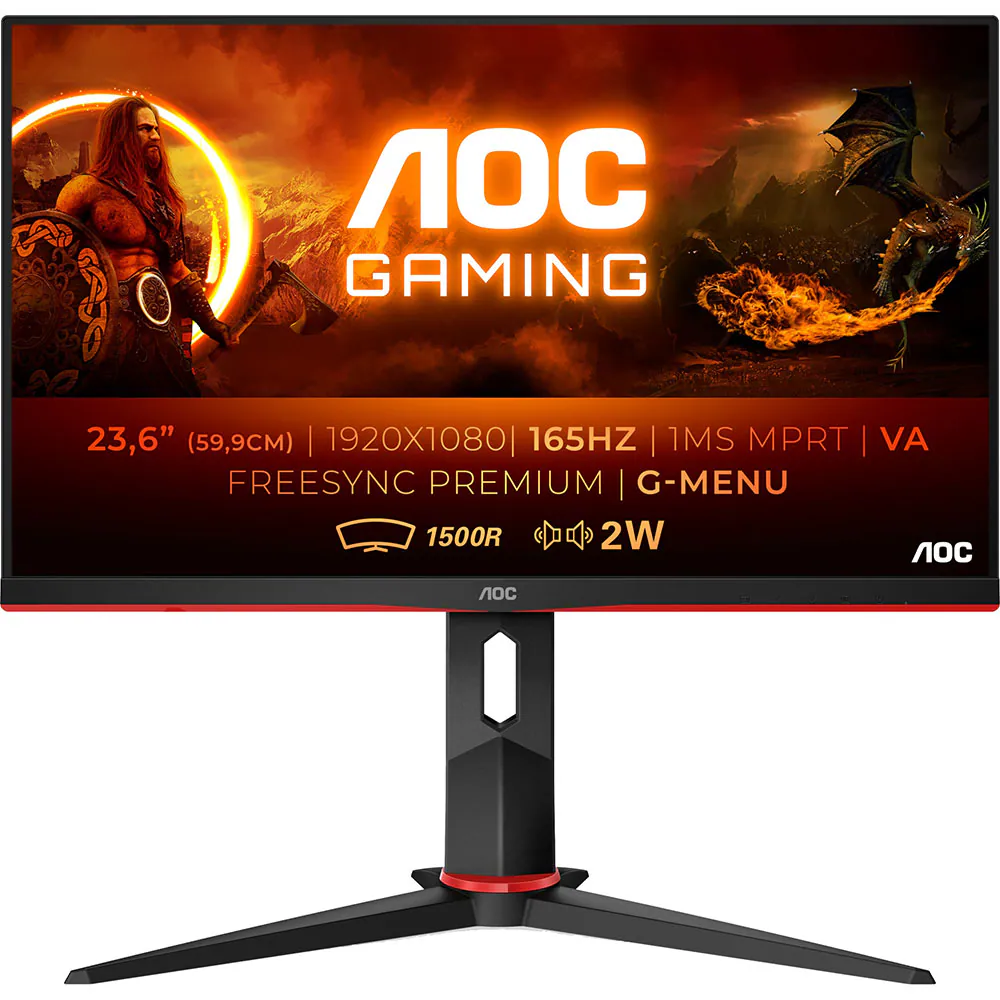 AOC
GAMING
23,6” (59,9CM) | 1920X1080| 165HZ | 1MS MPRT | VA
FREESYNC PREMIUM | G-MENU
1500R 2W
AOC
AOC